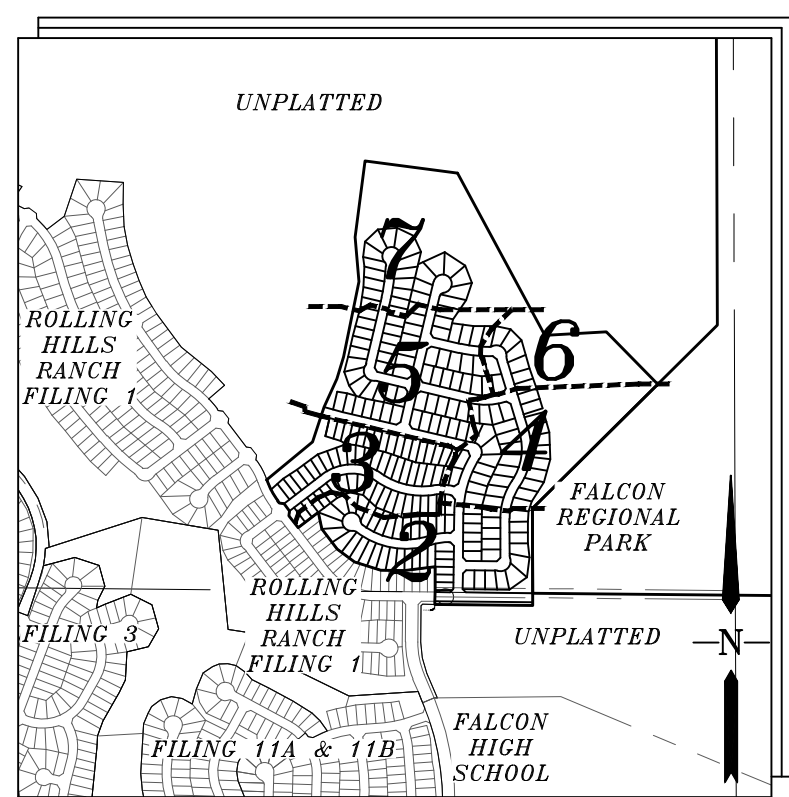 UNPLATTED
7
ROLLING
HILLS
RANCH
FILING 1
6
5
4
3
FALCON
REGIONAL
PARK
2
ROLLING
HILLS
RANCH
FILING 1
FILING 3
UNPLATTED
N
FILING 11A & 11B
FALCON
HIGH
SCHOOL